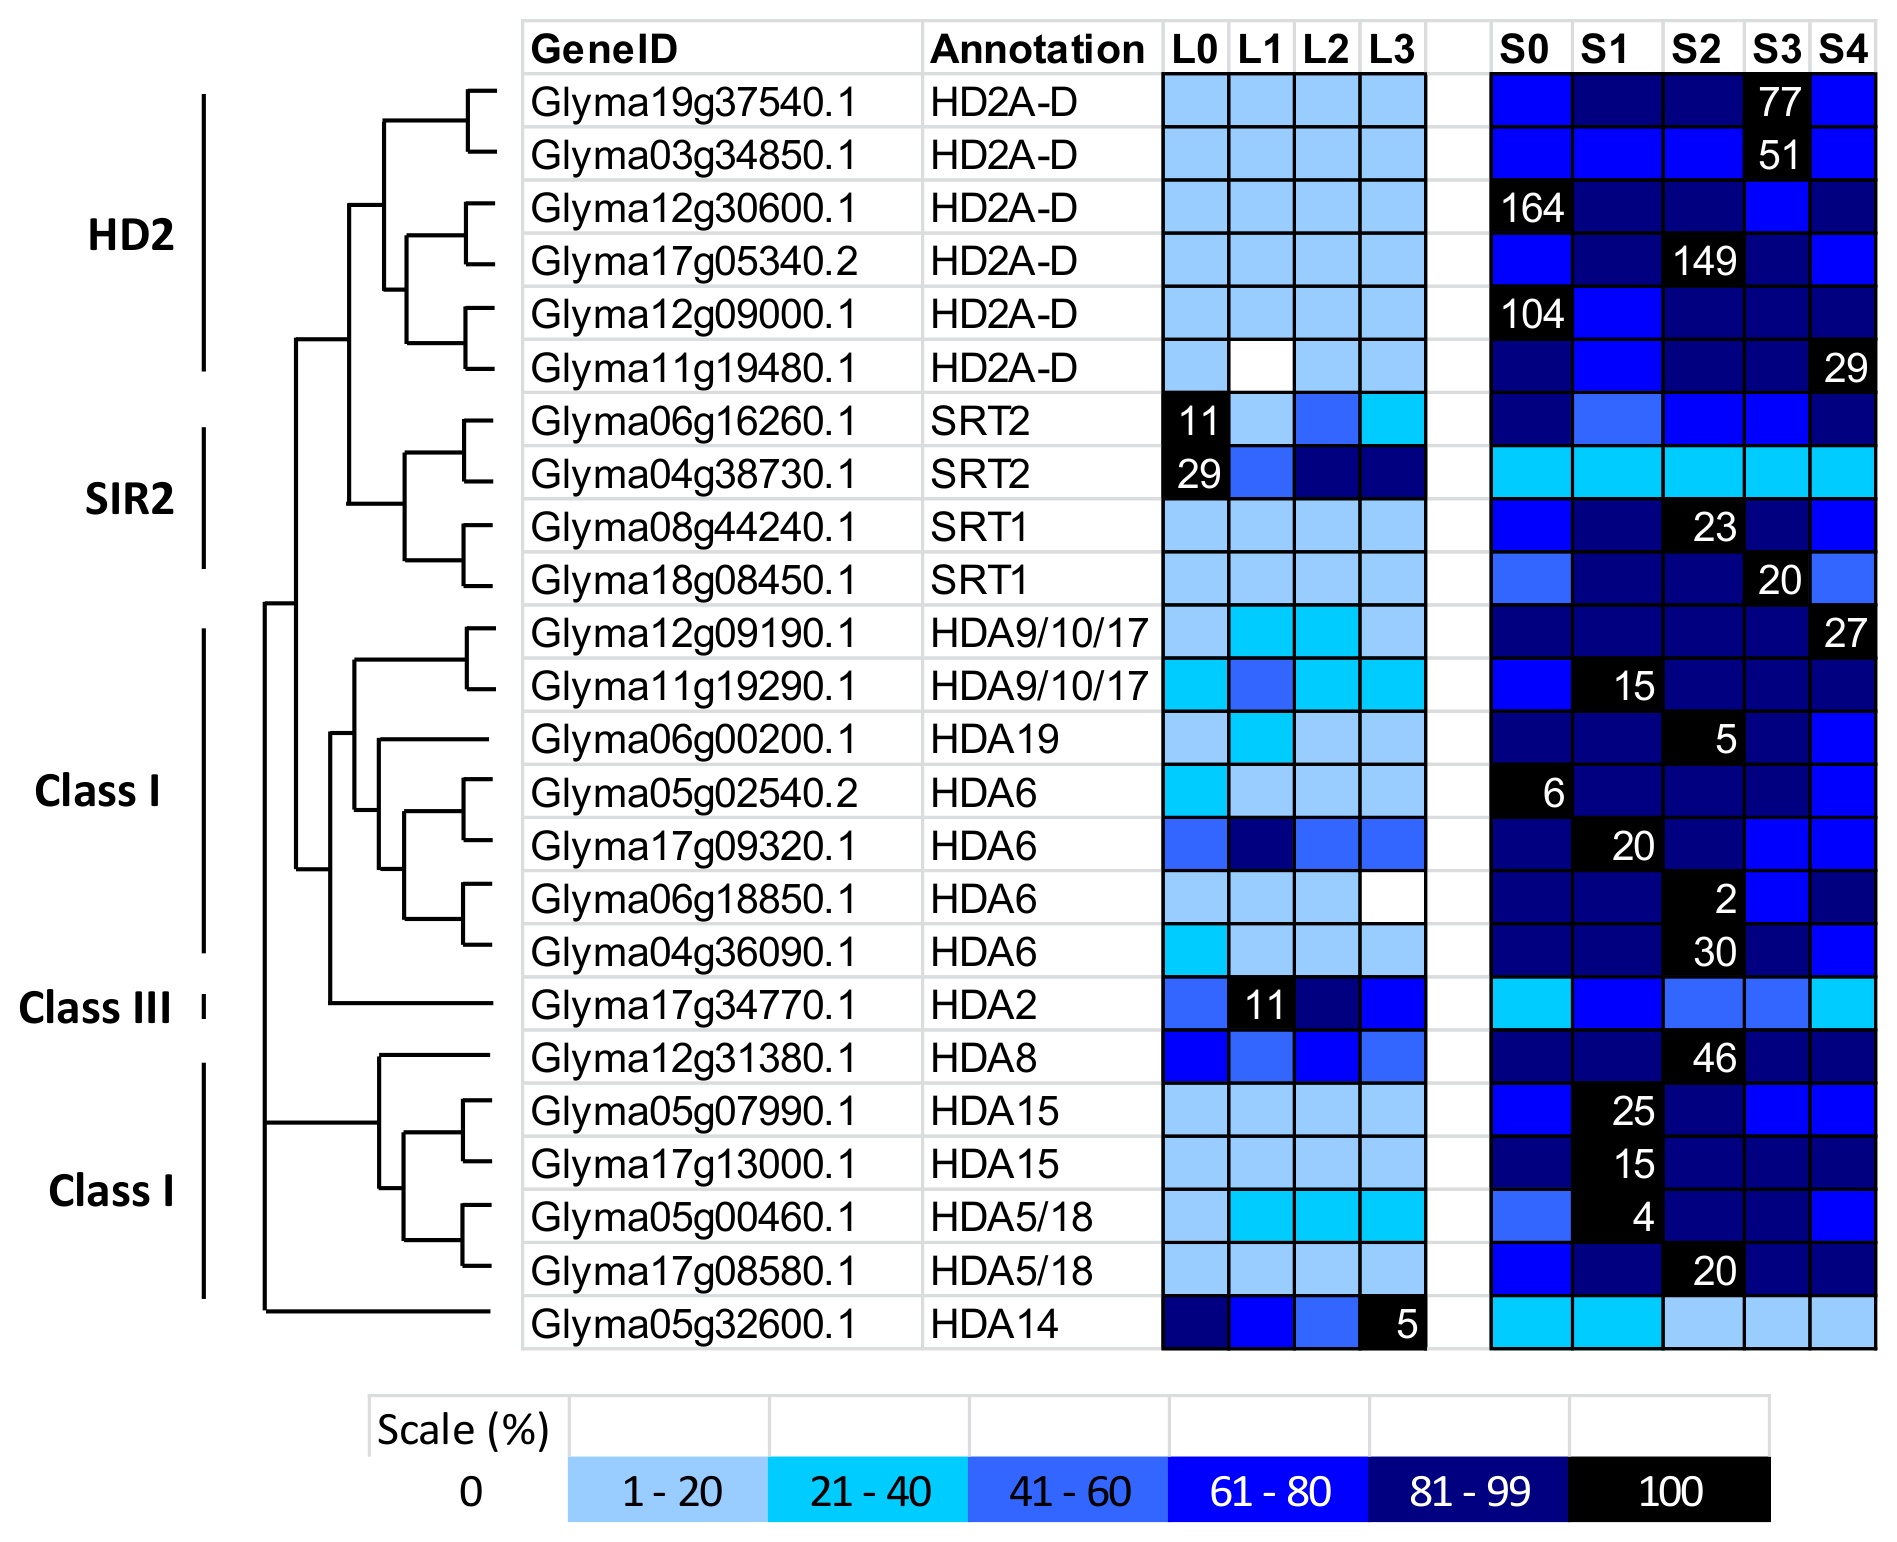 GeneID Annotation L0 L1 L2 L3 S0 S1 S2 S3 S4
Glyma19g37540.1 HD2A-D 77
Glyma03g34850.1 HD2A-D 51
Glyma12g30600.1 HD2A-D 164
HD2
Glyma17g05340.2 HD2A-D 149
Glyma12g09000.1 HD2A-D 104
Glyma11g19480.1 HD2A-D 29
Glyma06g16260.1 SRT2 11
Glyma04g38730.1 SRT2 29
SIR2
Glyma08g44240.1 SRT1 23
Glyma18g08450.1 SRT1 20
Glyma12g09190.1 HDA9/10/17 27
Glyma11g19290.1 HDA9/10/17 15
Glyma06g00200.1 HDA19 5
Class I
Glyma05g02540.2 HDA6 6
Glyma17g09320.1 HDA6 20
Glyma06g18850.1 HDA6 2
Glyma04g36090.1 HDA6 30
Class III
Glyma17g34770.1 HDA2 11
Glyma12g31380.1 HDA8 46
Glyma05g07990.1 HDA15 25
Glyma17g13000.1 HDA15 15
Class I
Glyma05g00460.1 HDA5/18 4
Glyma17g08580.1 HDA5/18 20
Glyma05g32600.1 HDA14 5
Scale (%)
0 1 - 20 21 - 40 41 - 60 61 - 80 81 - 99 100